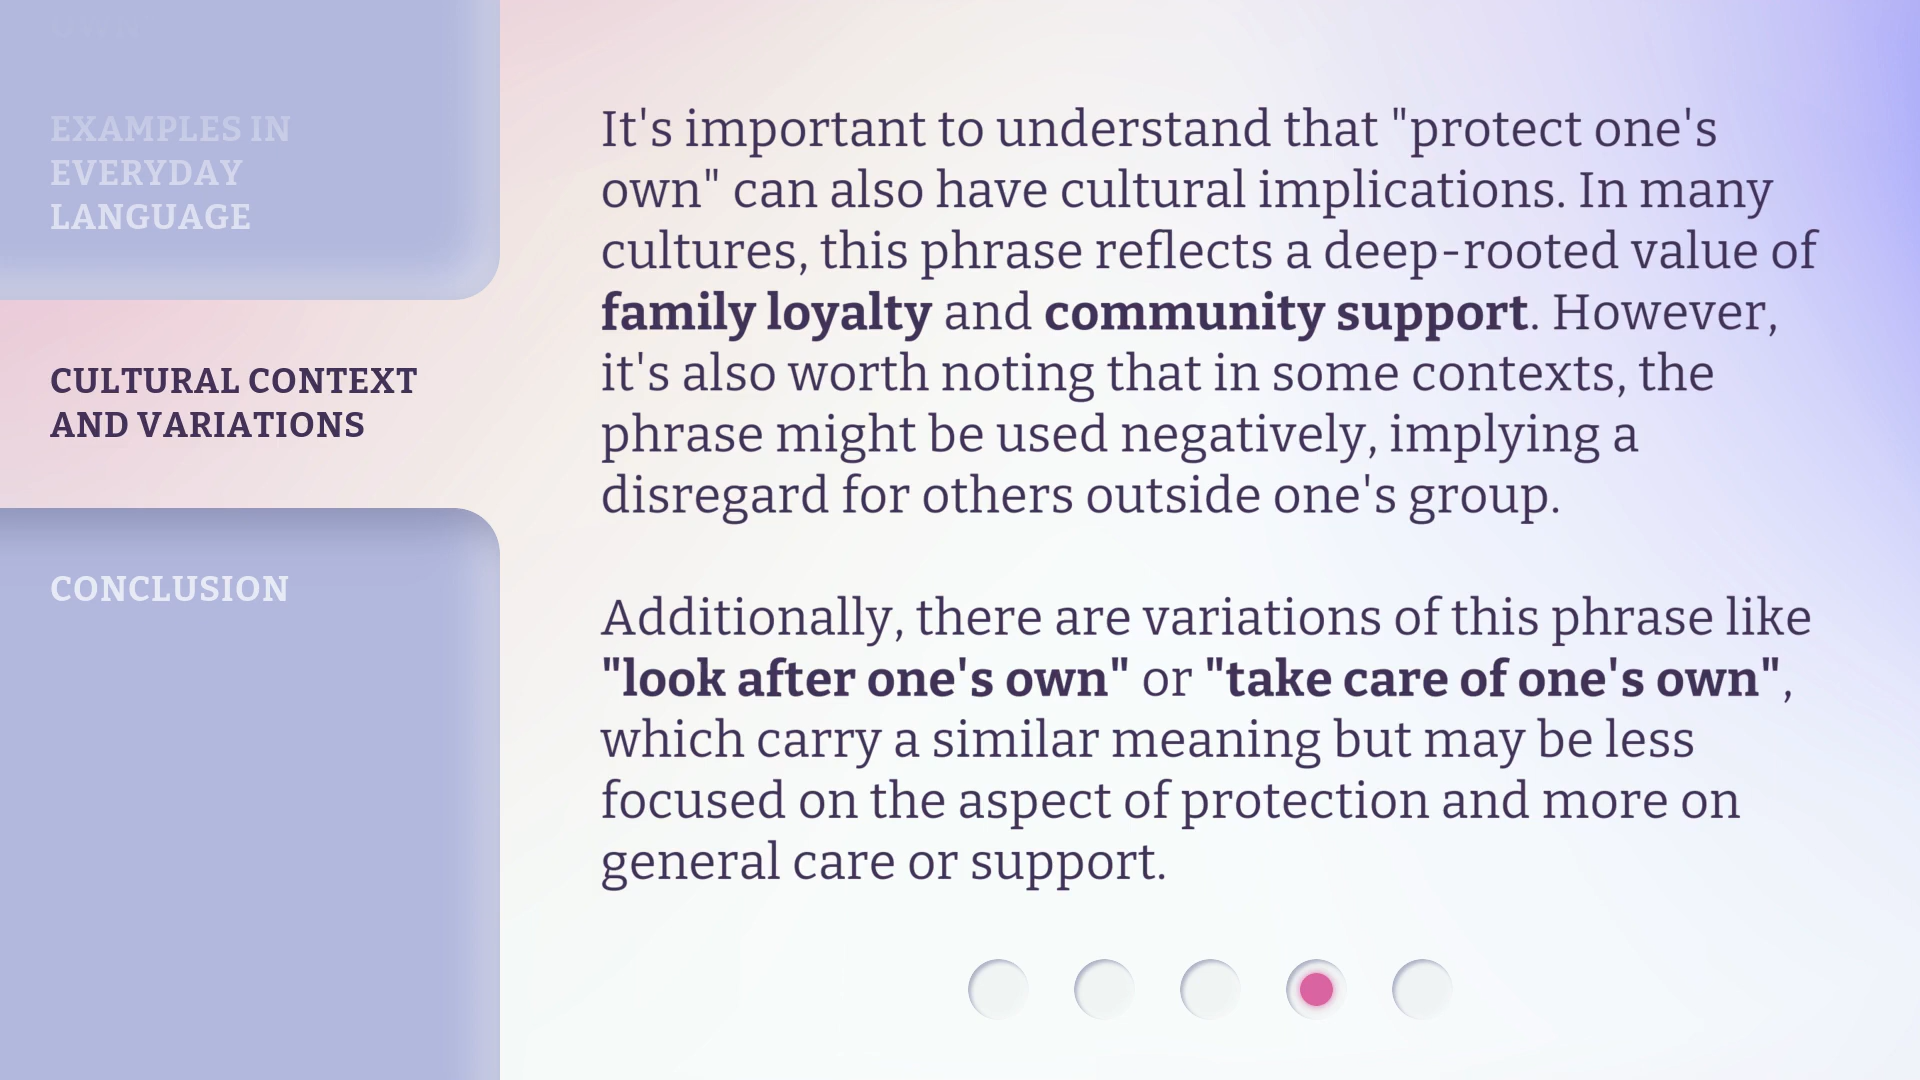 OWN
EXAMPLES IN
EVERYDAY
LANGUAGE
CULTURAL CONTEXT
AND VARIATIONS
CONCLUSION
It's important to understand that "protect one's
own" can also have cultural implications. In many
cultures, this phrase reflects a deep-rooted value of
family loyalty and community support. However,
it's also worth noting that in some contexts, the
phrase might be used negatively, implying a
disregard for others outside one's group.
Additionally, there are variations of this phrase like
"look after one's own" or "take care of one's own",
which carry a similar meaning but may be less
focused on the aspect of protection and more on
general care or support.